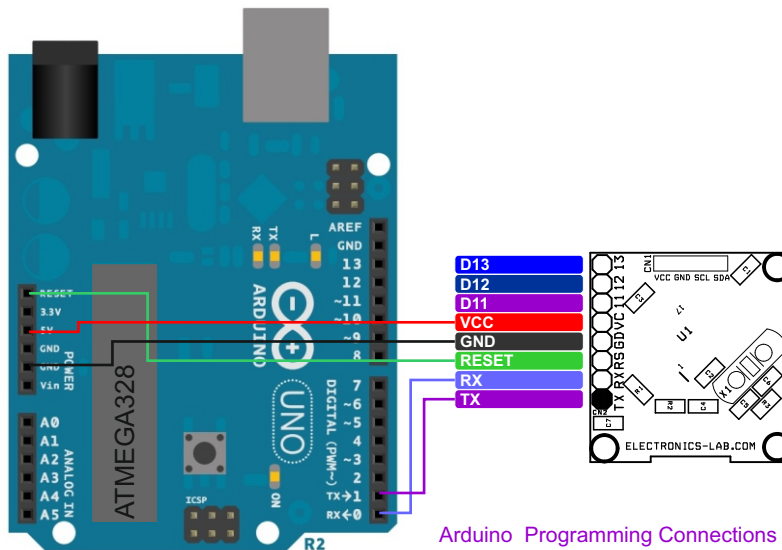 AREF
GND
13
12
~11
~10
~9
8
RX
TX
L
ARDUINO
RESET
3.3V
5V
GND
GND
Vin
POWER
ATMEGA328
UNO
7
~6
~5
4
~3
2
TX→1
RX←0
DIGITAL (PWM~)
A0
A1
A2
A3
A4
A5
ANALOG IN
ICSP
ON
R2
D13
D12
D11
VCC
GND
RESET
RX
TX
CN1
VCC GND SCL SDA
TX RX RS GD VC 11 12 13
CN2
C1
C3
U1
C2
X1
R1
R2
C4
C5
R3
C6
C7
ELECTRONICS-LAB.COM
Arduino Programming Connections